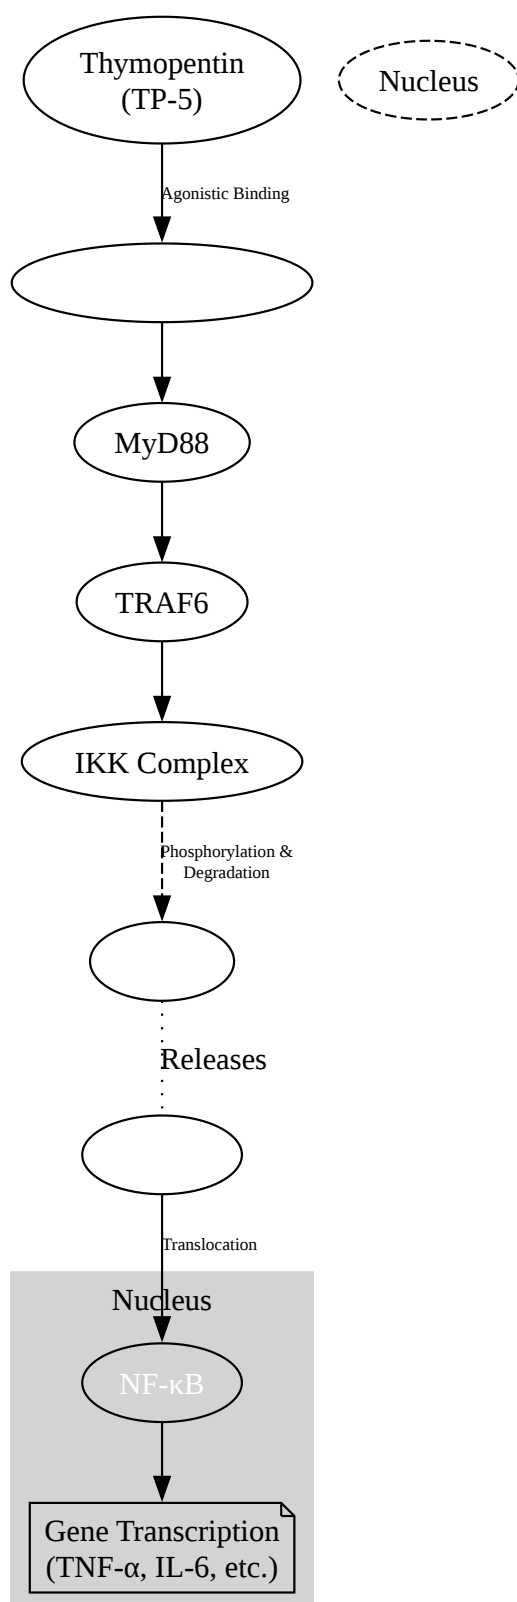 Thymopentin
(TP-5)
Nucleus
Agonistic Binding
MyD88
TRAF6
IKK Complex
Phosphorylation &
Degradation
Releases
Translocation
Nucleus
NF-κB
Gene Transcription
(TNF-α, IL-6, etc.)